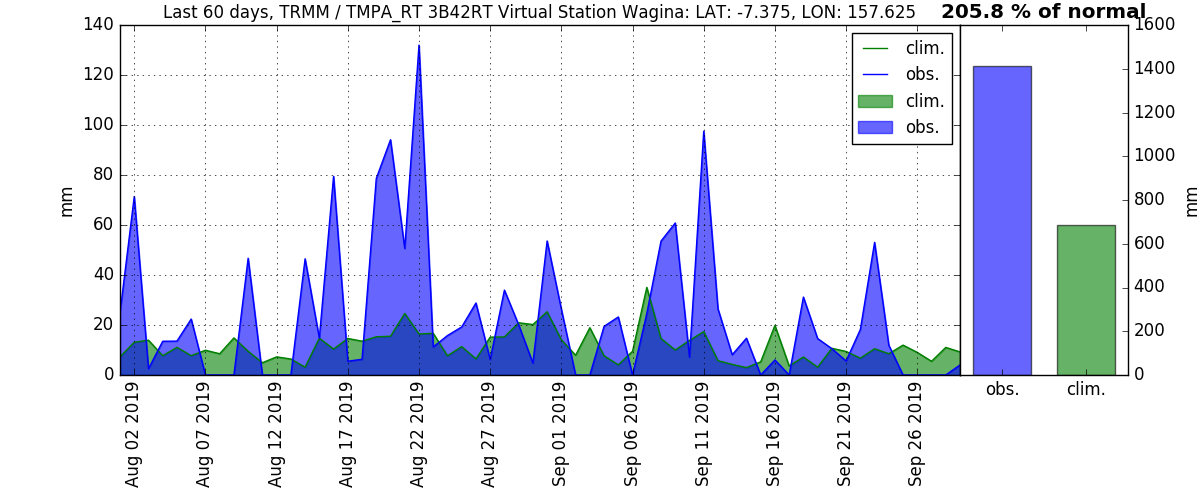 Last 60 days, TRMM / TMPA_RT 3B42RT Virtual Station Wagina: LAT: -7.375, LON: 157.625
205.8 % of normal
mm
140
120
100
80
60
40
20
0
clim.
obs.
clim.
obs.
Aug 02 2019
Aug 07 2019
Aug 12 2019
Aug 17 2019
Aug 22 2019
Aug 27 2019
Sep 01 2019
Sep 06 2019
Sep 11 2019
Sep 16 2019
Sep 21 2019
Sep 26 2019
1600
1400
1200
1000
800
600
400
200
0
mm
obs.
clim.